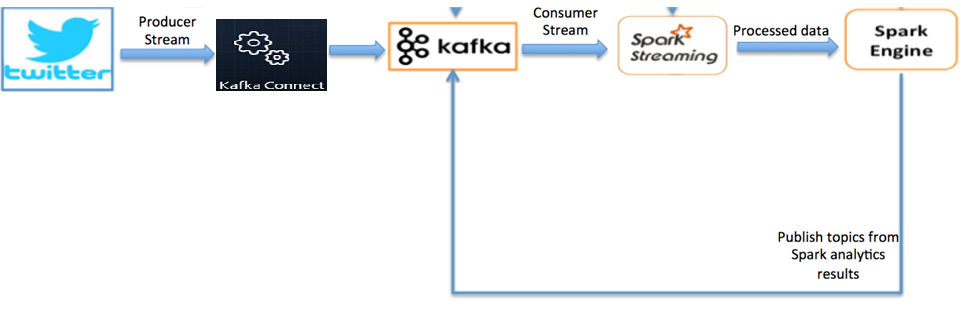 twitter
Producer
Stream
Kafka Connect
kafka
Consumer
Stream
Spark
Streaming
Processed data
Spark
Engine
Publish topics from
Spark analytics
results